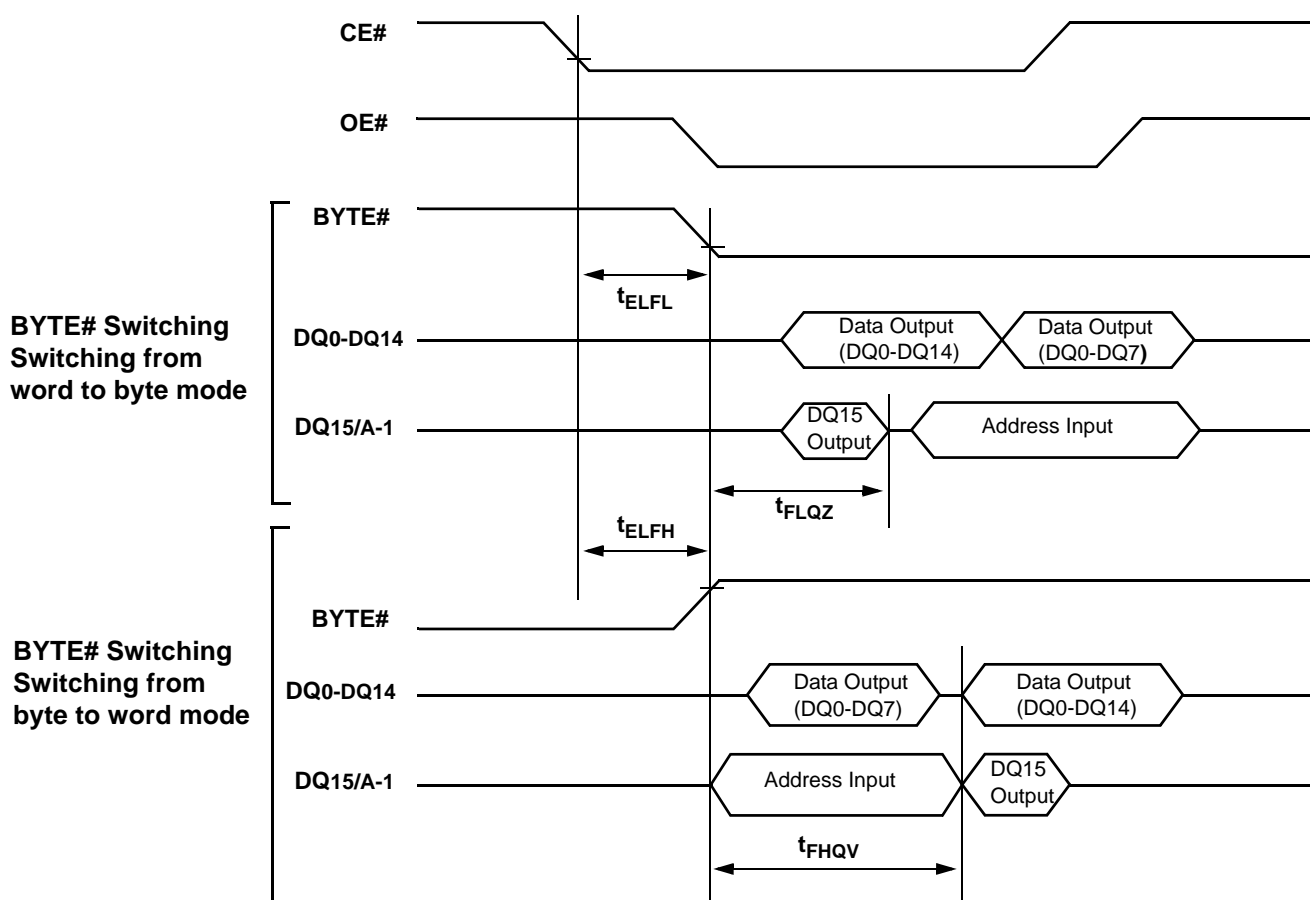 CE#
OE#
BYTE#
tELFL
BYTE# Switching
Switching from
word to byte mode
DQ0-DQ14
Data Output
(DQ0-DQ14)
Data Output
(DQ0-DQ7)
DQ15/A-1
DQ15
Output
Address Input
tFLQZ
tELFH
BYTE#
BYTE# Switching
Switching from
byte to word mode
DQ0-DQ14
Data Output
(DQ0-DQ7)
Data Output
(DQ0-DQ14)
DQ15/A-1
Address Input
DQ15
Output
tFHQV